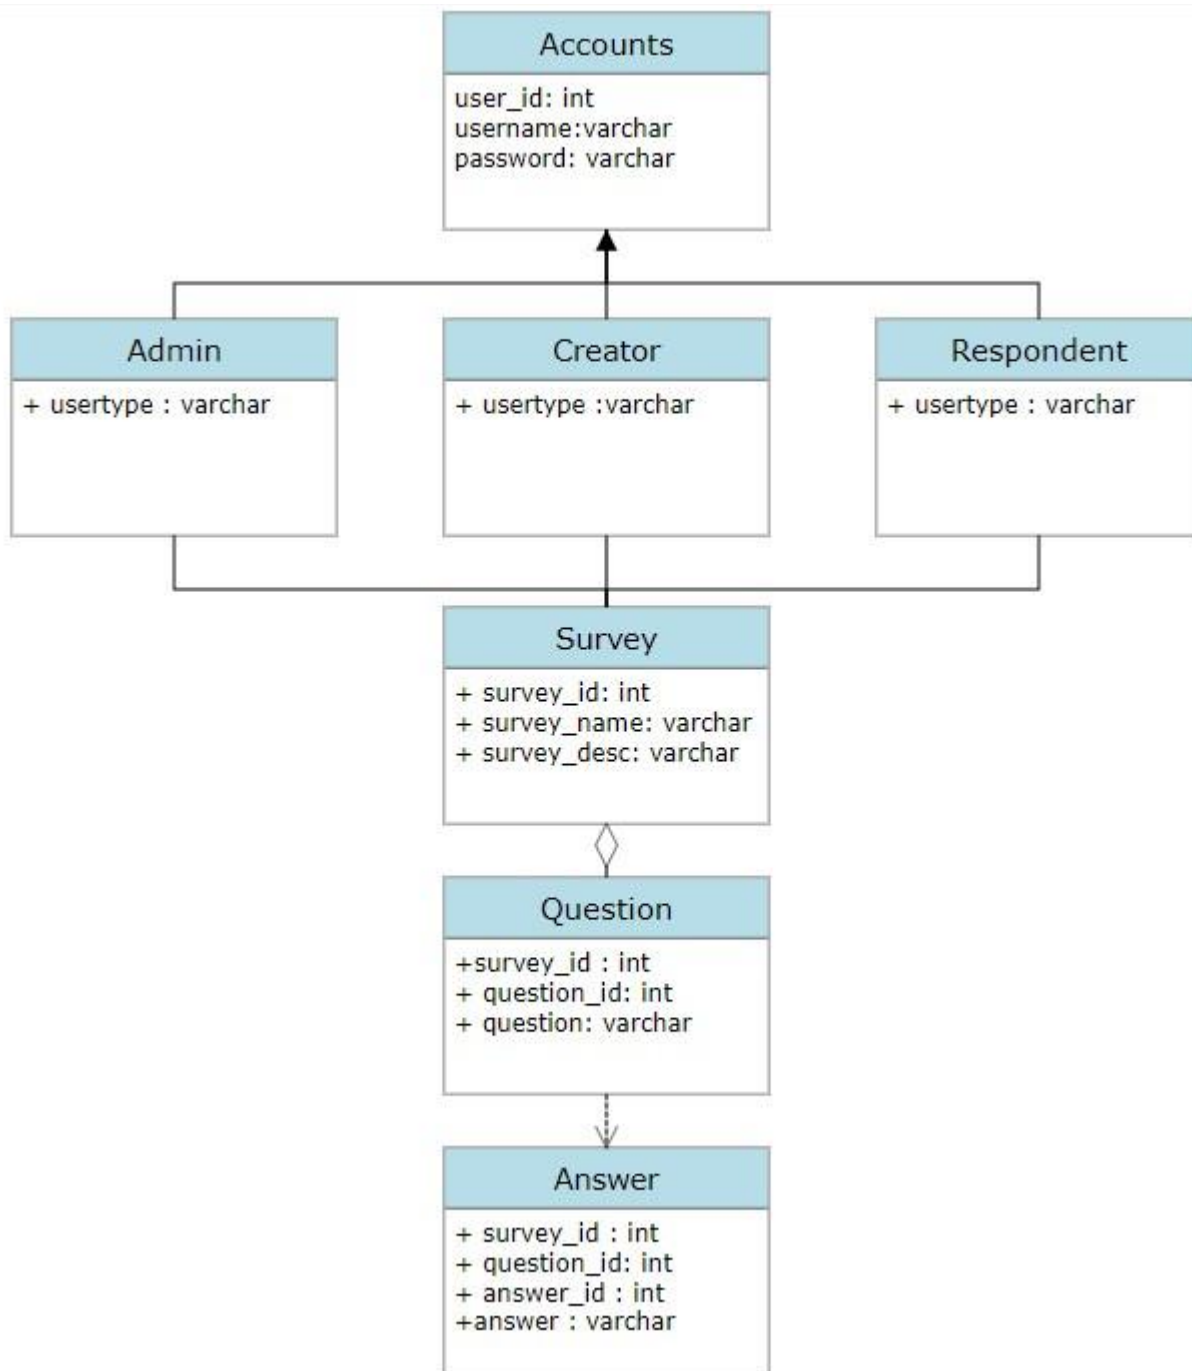 Accounts
user_id: int
username:varchar
password: varchar
Admin
+ usertype : varchar
Creator
+ usertype :varchar
Respondent
+ usertype : varchar
Survey
+ survey_id: int
+ survey_name: varchar
+ survey_desc: varchar
Question
+survey_id : int
+ question_id: int
+ question: varchar
Answer
+ survey_id : int
+ question_id: int
+ answer_id : int
+answer : varchar